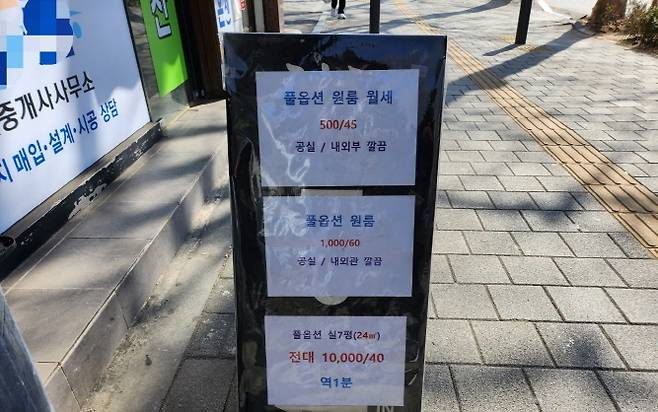 중개사사무소
매입·설계·시공 상담
풀옵션 원룸 월세
500/45
공실 / 내외부 깔끔
풀옵션 원룸
1,000/60
공실 / 내외관 깔끔
풀옵션 실7평(24㎡)
전대 10,000/40
역1분